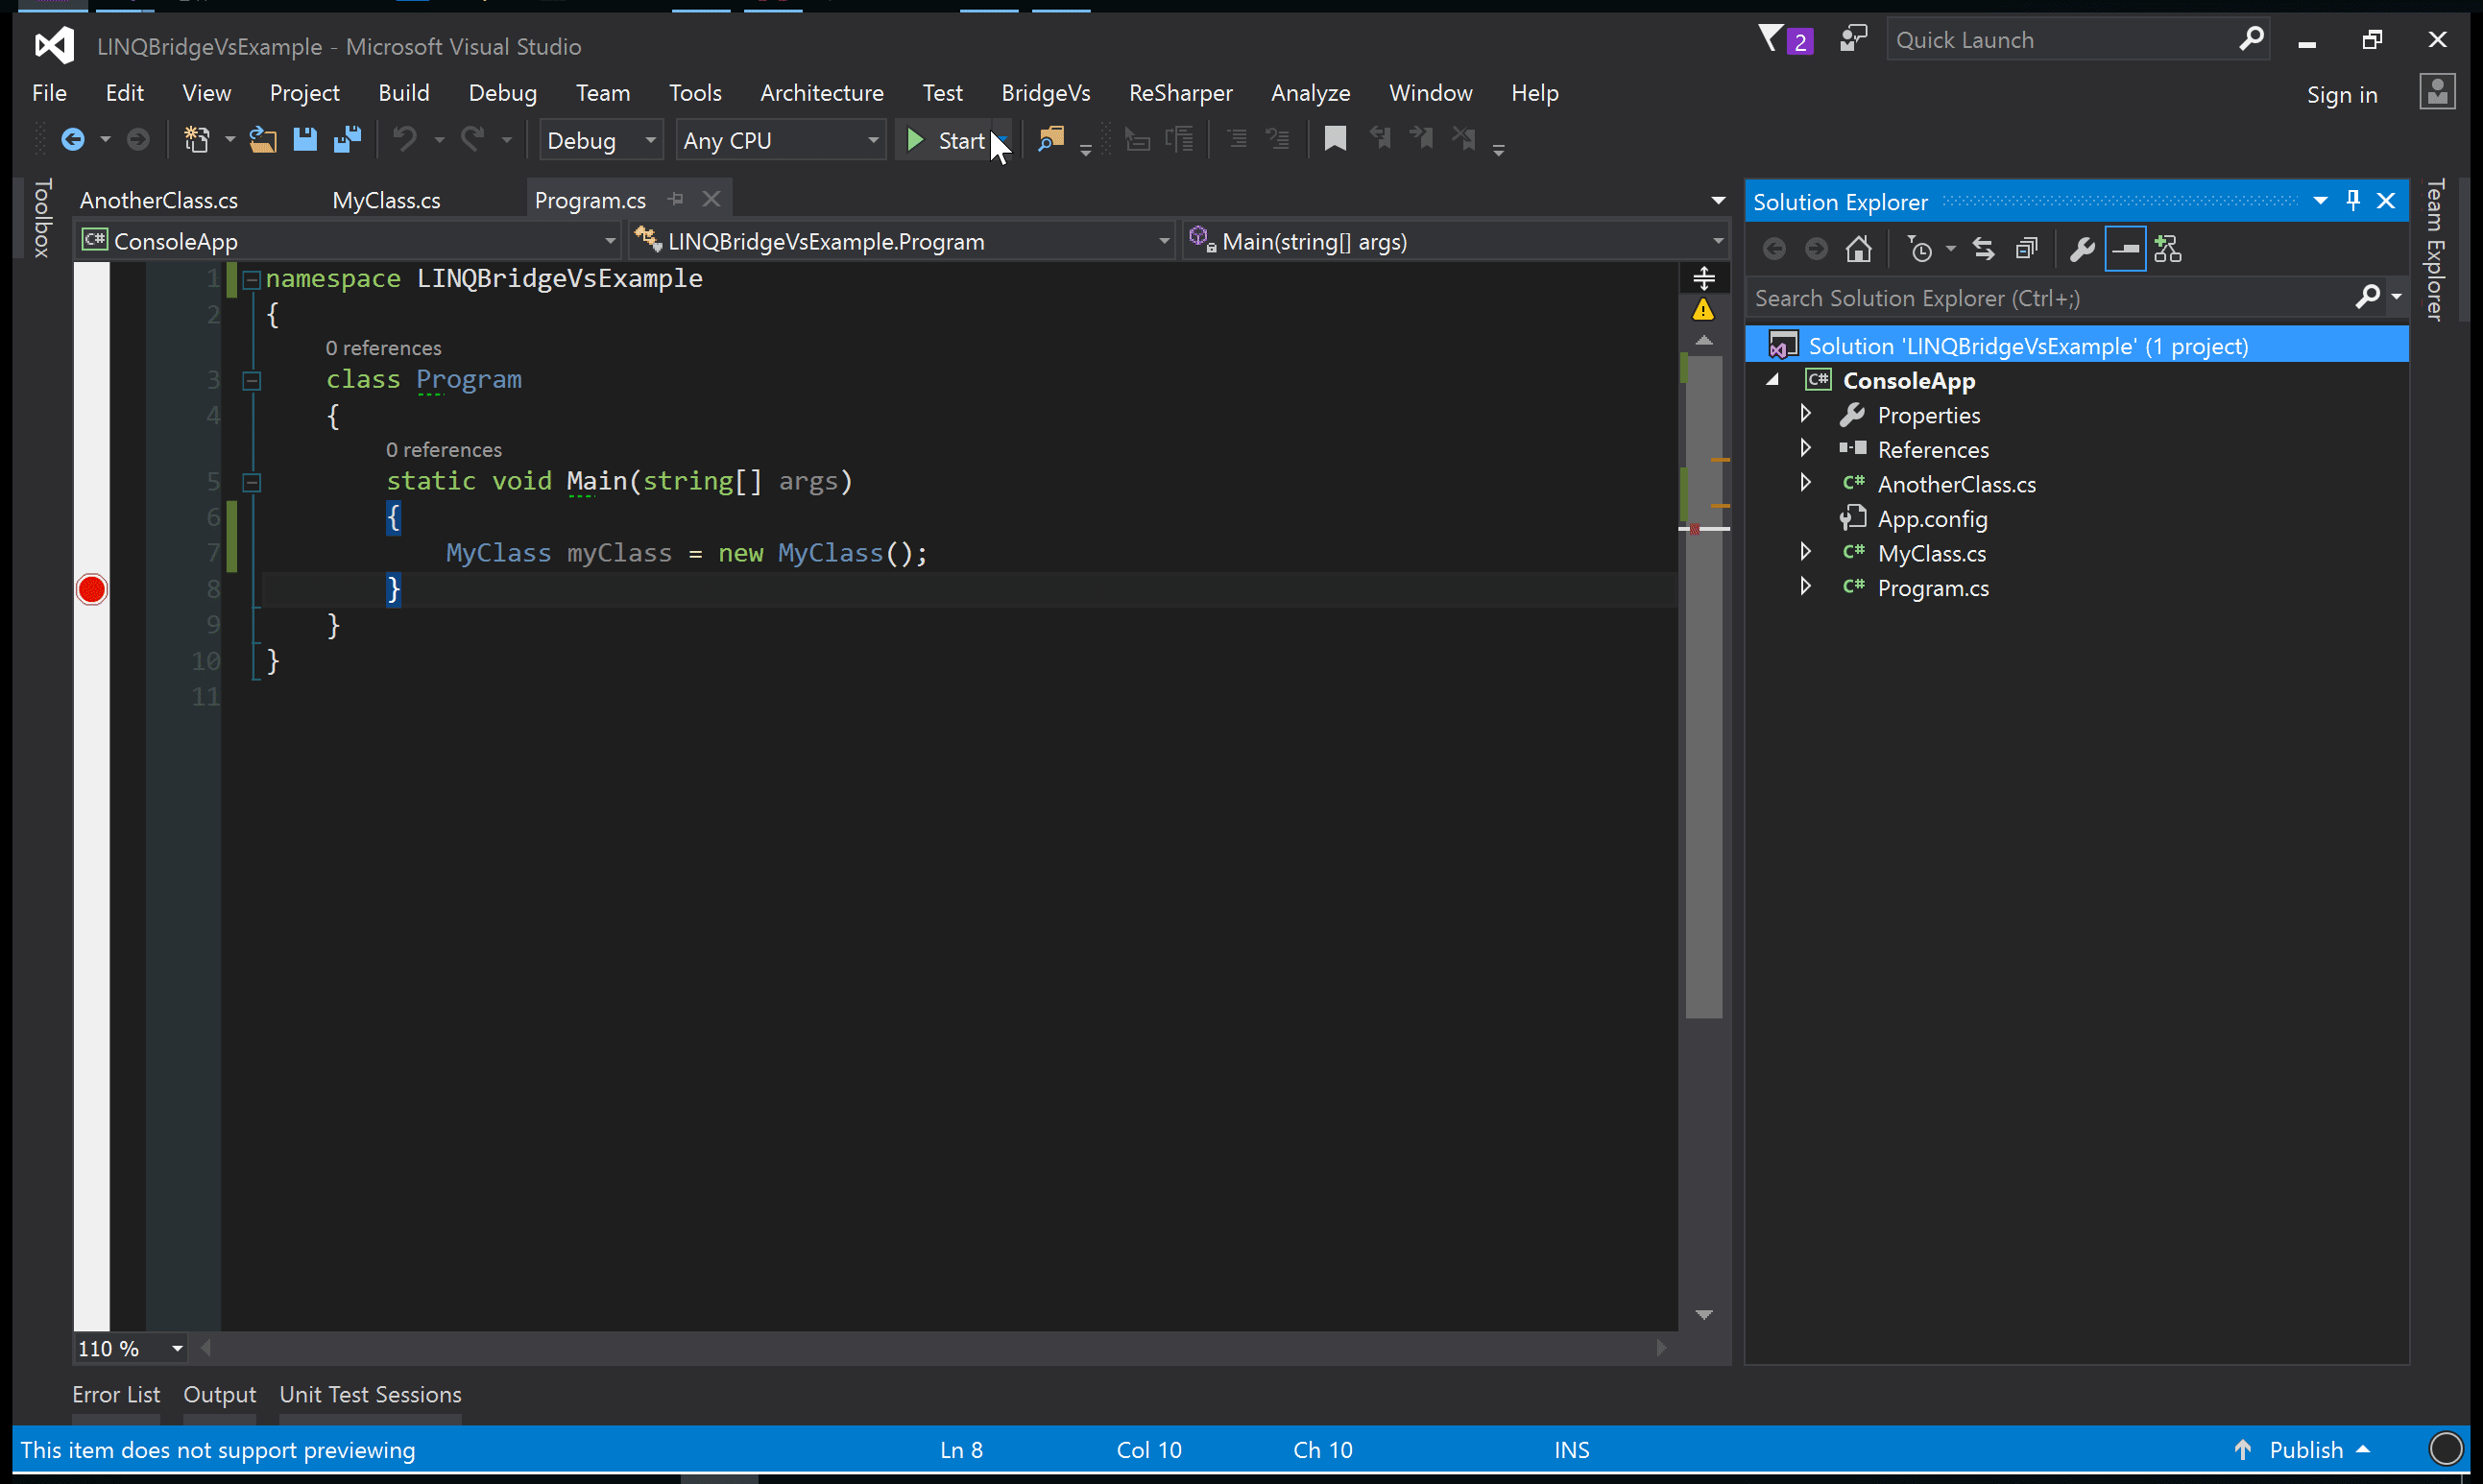 LINQBridgeVsExample - Microsoft Visual Studio
2
Quick Launch
File Edit View Project Build Debug Team Tools Architecture Test BridgeVs ReSharper Analyze Window Help
Sign in
Debug Any CPU Start
Toolbox
AnotherClass.cs MyClass.cs Program.cs
C# ConsoleApp LINQBridgeVsExample.Program Main(string[] args)
1 namespace LINQBridgeVsExample
2 {
0 references
3 class Program
4 {
0 references
5 static void Main(string[] args)
6 {
7 MyClass myClass = new MyClass();
8 }
9 }
10 }
11
110 %
Solution Explorer
Search Solution Explorer (Ctrl+;)
Solution 'LINQBridgeVsExample' (1 project)
C# ConsoleApp
Properties
References
C# AnotherClass.cs
App.config
C# MyClass.cs
C# Program.cs
Team Explorer
Error List Output Unit Test Sessions
This item does not support previewing Ln 8 Col 10 Ch 10 INS Publish